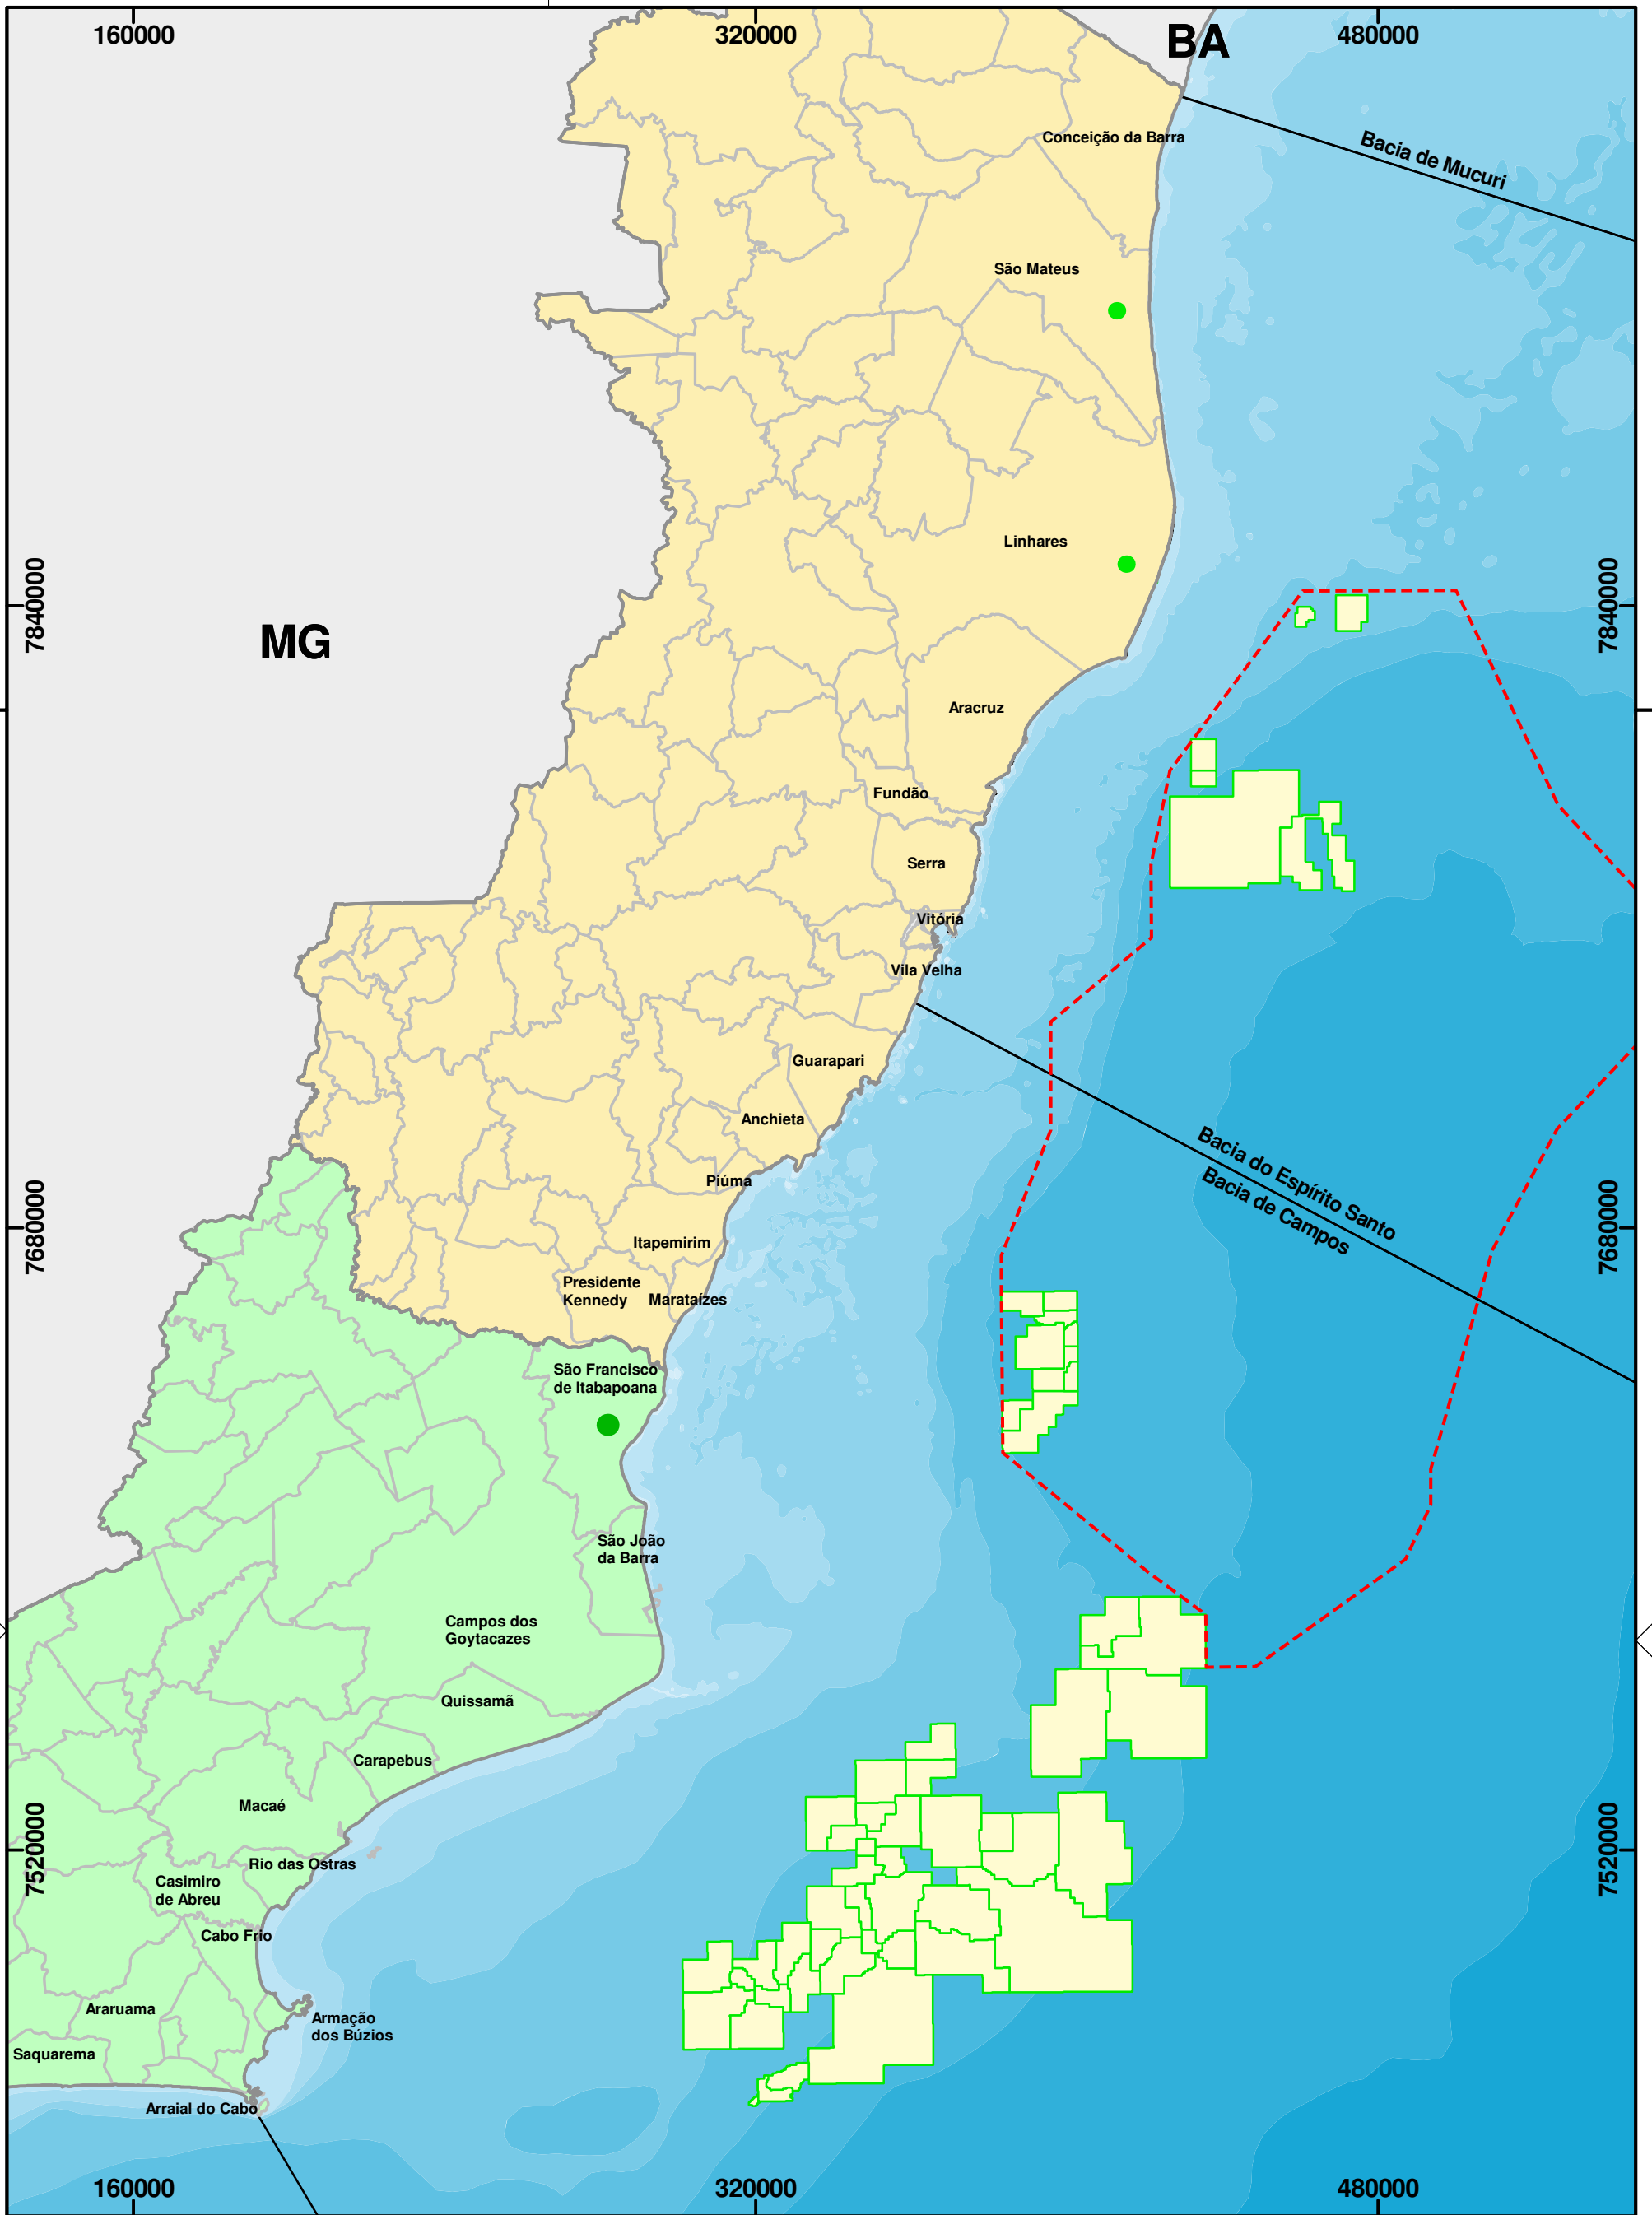 160000
320000
480000
BA
Conceição da Barra
Bacia de Mucuri
São Mateus
Linhares
7840000
7840000
MG
Aracruz
Fundão
Serra
Vitória
Vila Velha
Guarapari
Anchieta
Bacia do Espírito Santo
Bacia de Campos
Piúma
7680000
7680000
Itapemirim
Presidente
Kennedy
Marataízes
São Francisco
de Itabapoana
São João
da Barra
Campos dos
Goytacazes
Quissamã
Carapebus
Macaé
7520000
7520000
Rio das Ostras
Casimiro
de Abreu
Cabo Frio
Araruama
Armação
dos Búzios
Saquarema
Arraial do Cabo
160000
320000
480000